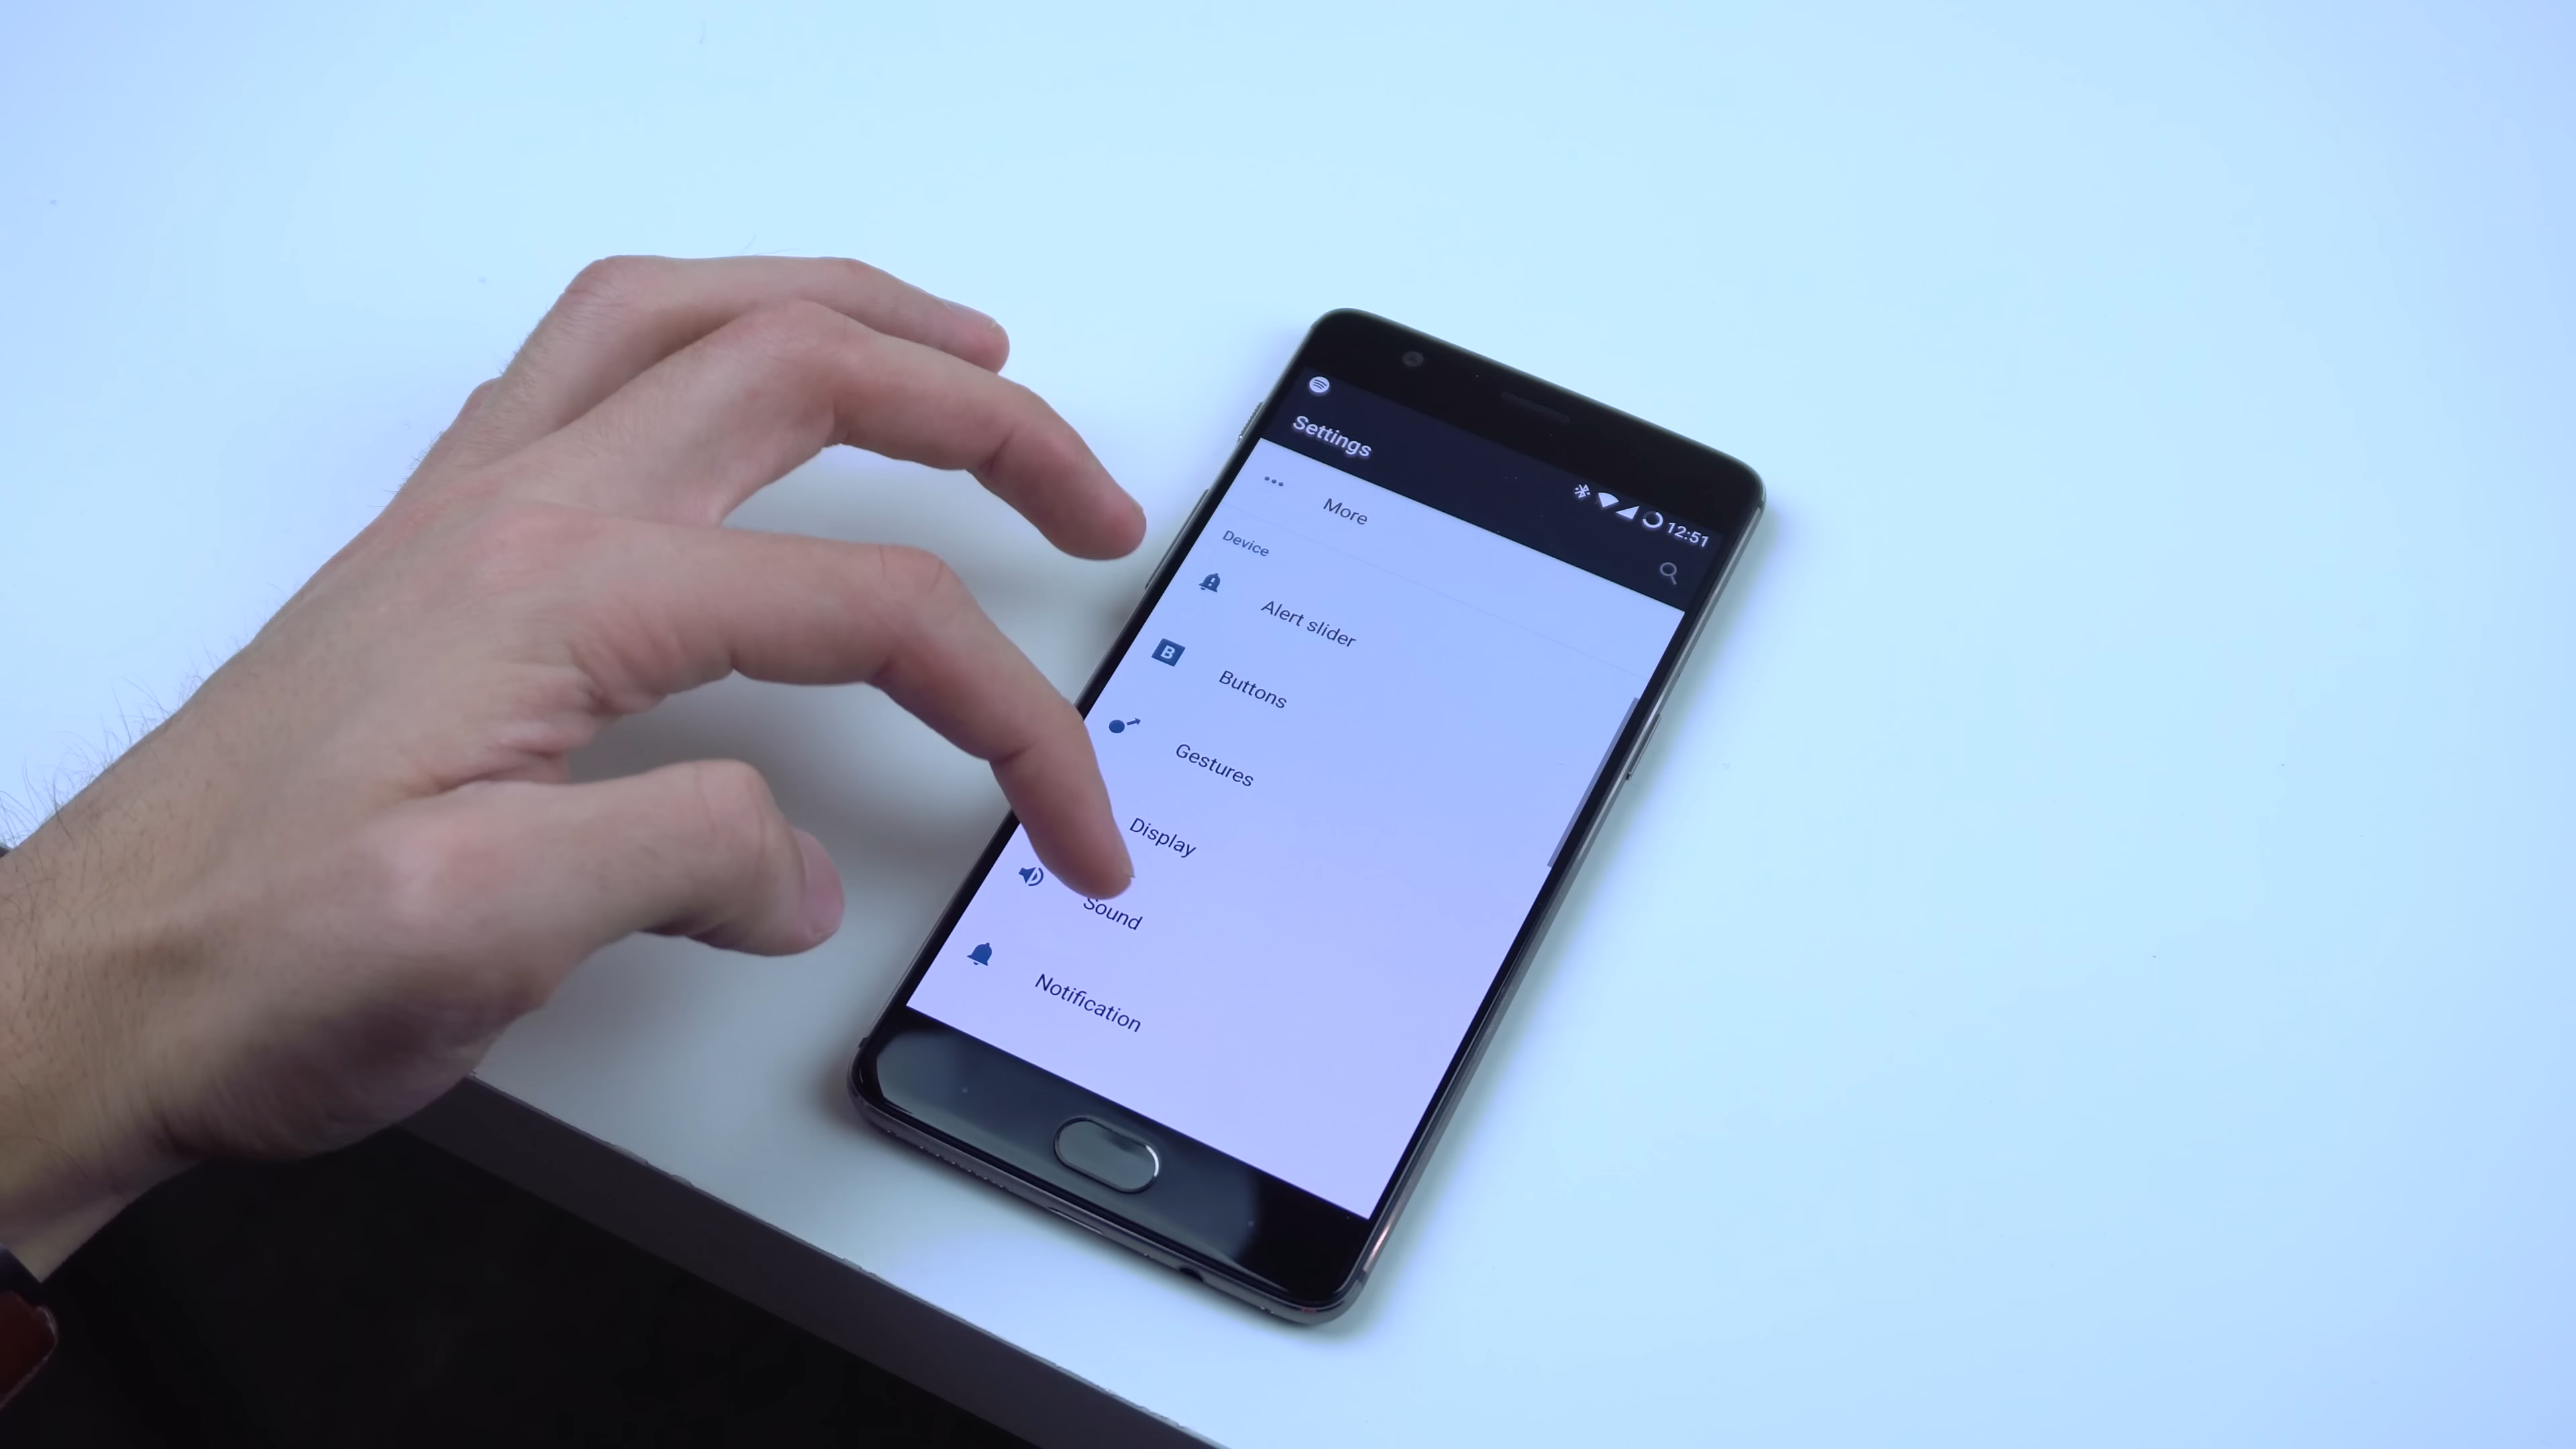 12:51
Settings
More
Device
Alert slider
B
Buttons
Gestures
Display
Sound
Notification